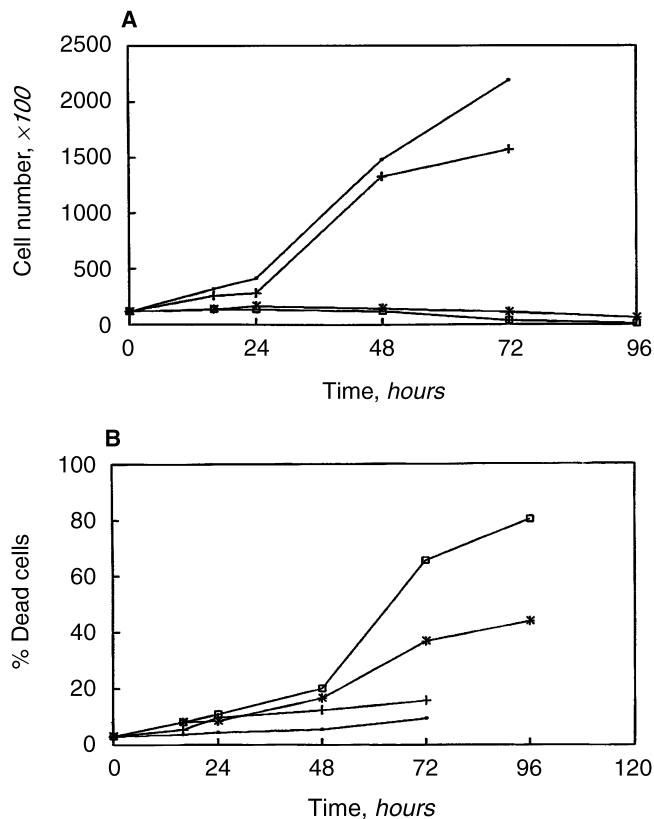 A
2500
2000
1500
1000
500
0
Cell number, ×100
0 24 48 72 96
Time, hours
B
100
80
60
40
20
0
% Dead cells
0 24 48 72 96 120
Time, hours